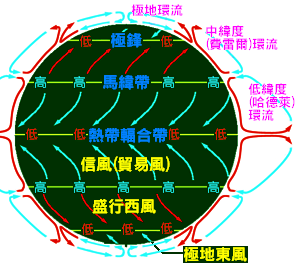 極地環流
中緯度
(費雷爾)環流
低 極鋒 低
高 馬緯帶 高
低緯度
(哈德萊)
環流
低 低 熱帶輻合帶 低 低
信風(貿易風)
高 高 高 高
盛行西風
低 低 低
極地東風